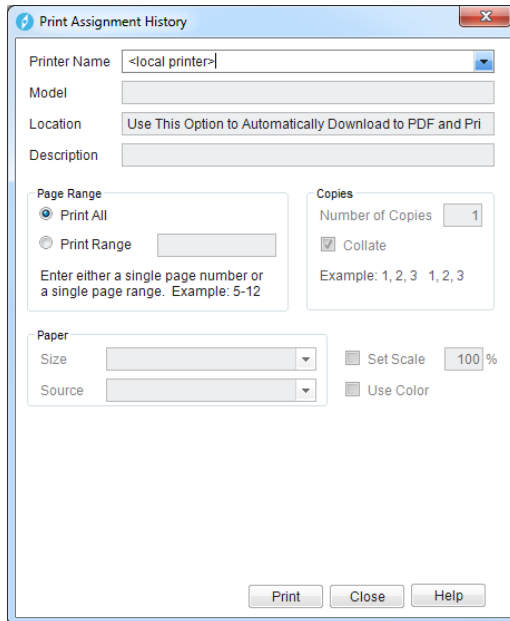 Print Assignment History
Printer Name <local printer>
Model
Location Use This Option to Automatically Download to PDF and Pri
Description
Page Range
Print All
Print Range
Enter either a single page number or
a single page range. Example: 5-12
Copies
Number of Copies 1
Collate
Example: 1, 2, 3 1, 2, 3
Paper
Size
Source
Set Scale 100 %
Use Color
Print Close Help